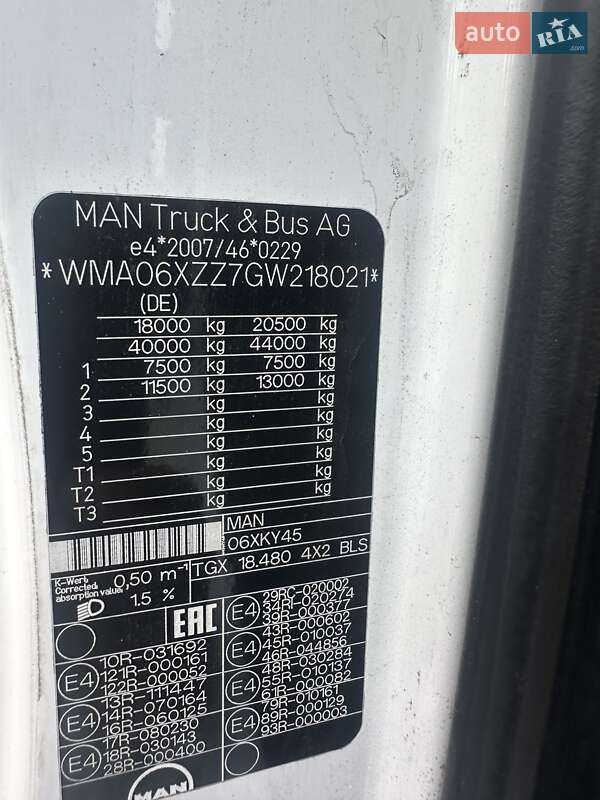 auto RIA.com
MAN Truck & Bus AG
e4*2007/46*0229
*WMA06XZZ7GW218021*
(DE)
18000 kg 20500 kg
40000 kg 44000 kg
1 7500 kg 7500 kg
2 11500 kg 13000 kg
3 kg kg
4 kg kg
5 kg kg
T1 kg kg
T2 kg kg
T3 kg kg
MAN
06XKY45
TGX 18.480 4X2 BLS
K-Wert,
Corrected
absorption value
0,50 m⁻¹
1.5 %
EAC
10R-031692
121R-000161
122R-000052
E4
13R-111447
14R-070164
16R-060125
E4
17R-080230
18R-030143
28R-000400
E4
29RC-020002
34RI-020274
39R-000377
E4
43R-000602
45R-010037
46R-044856
E4
48R-030284
55R-010137
61R-000082
E4
79R-010161
89R-000129
93R-000003
E4
MAN